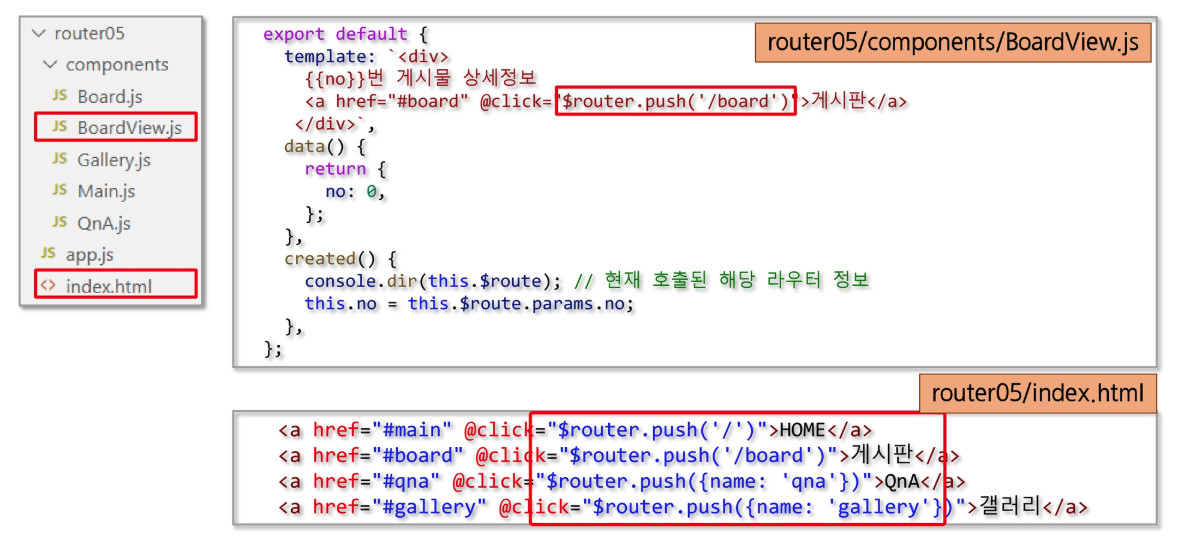 router05
components
JS Board.js
JS BoardView.js
JS Gallery.js
JS Main.js
JS QnA.js
JS app.js
<> index.html
router05/components/BoardView.js
export default {
  template: `<div>
    {{no}}번 게시물 상세정보
    <a href="#board" @click="$router.push('/board')">게시판</a>
   </div>`,
  data() {
    return {
      no: 0,
    };
  },
  created() {
    console.dir(this.$route); // 현재 호출된 해당 라우터 정보
    this.no = this.$route.params.no;
  },
};
router05/index.html
<a href="#main" @click="$router.push('/')">HOME</a>
<a href="#board" @click="$router.push('/board')">게시판</a>
<a href="#qna" @click="$router.push({name: 'qna'})">QnA</a>
<a href="#gallery" @click="$router.push({name: 'gallery'})">갤러리</a>